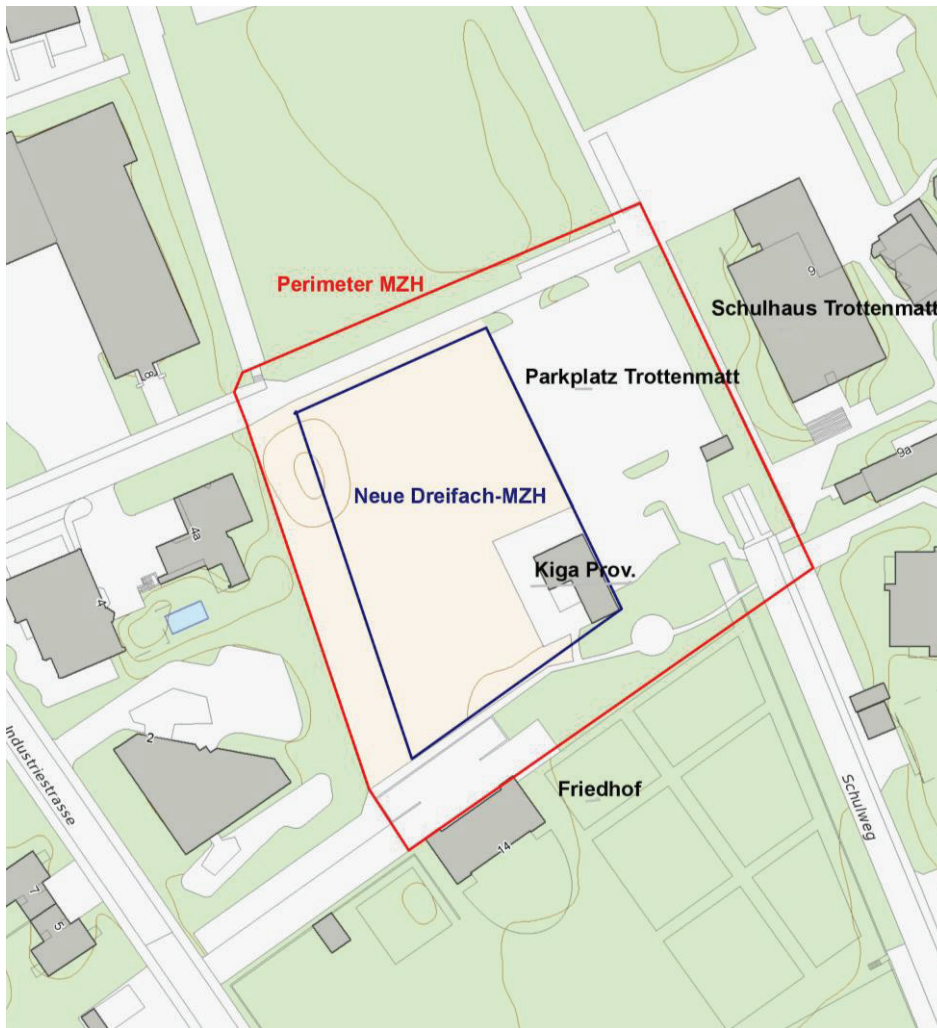 Perimeter MZH
9
Schulhaus Trottenmatt
8
Parkplatz Trottenmatt
9a
Neue Dreifach-MZH
4a
Kiga Prov.
4
2
Industriestrasse
Friedhof
Schulweg
14
7
5